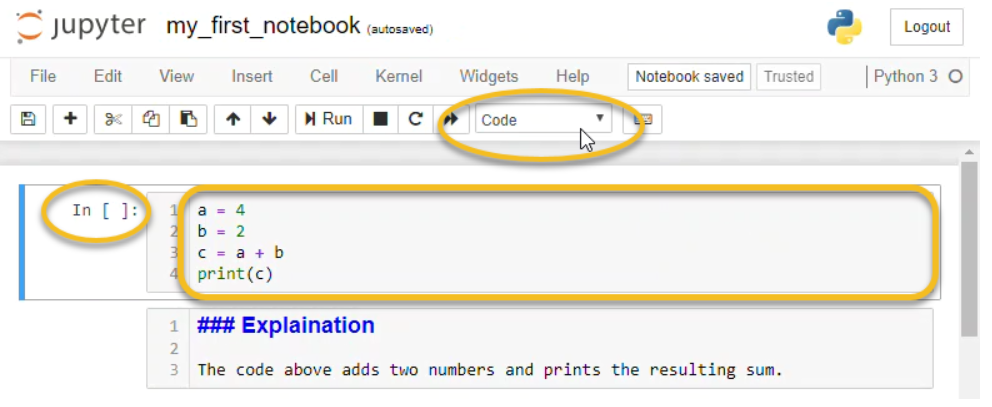 jupyter my_first_notebook (autosaved) Logout
File Edit View Insert Cell Kernel Widgets Help Notebook saved Trusted Python 3
Run Code
In [ ]:
1 a = 4
2 b = 2
3 c = a + b
4 print(c)
1 ### Explaination
2
3 The code above adds two numbers and prints the resulting sum.